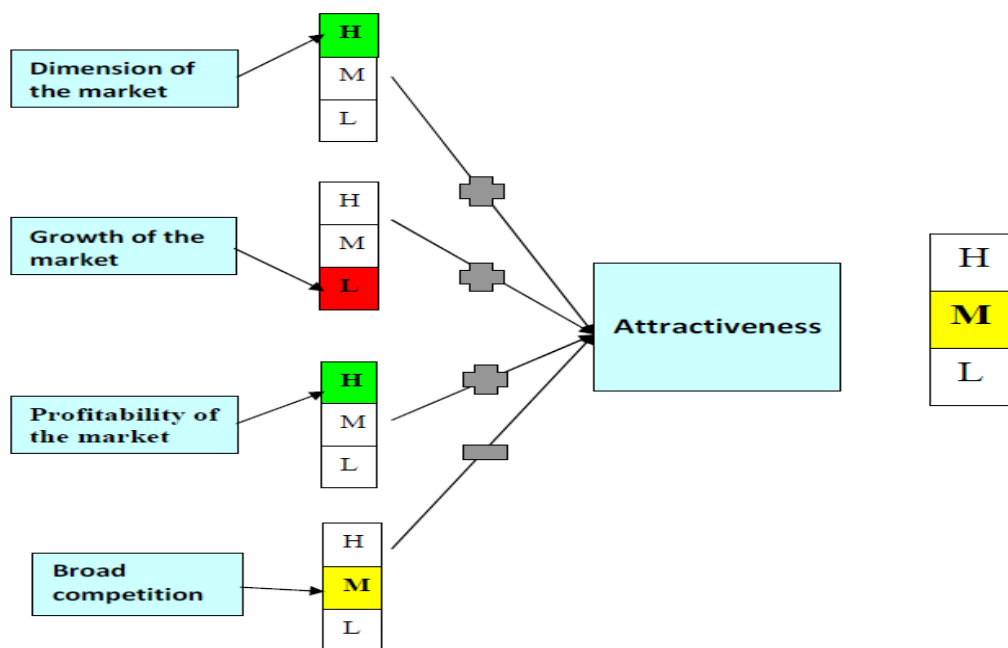 Dimension of
the market
H
M
L
Growth of the
market
H
M
L
Profitability of
the market
H
M
L
Broad
competition
H
M
L
Attractiveness
H
M
L